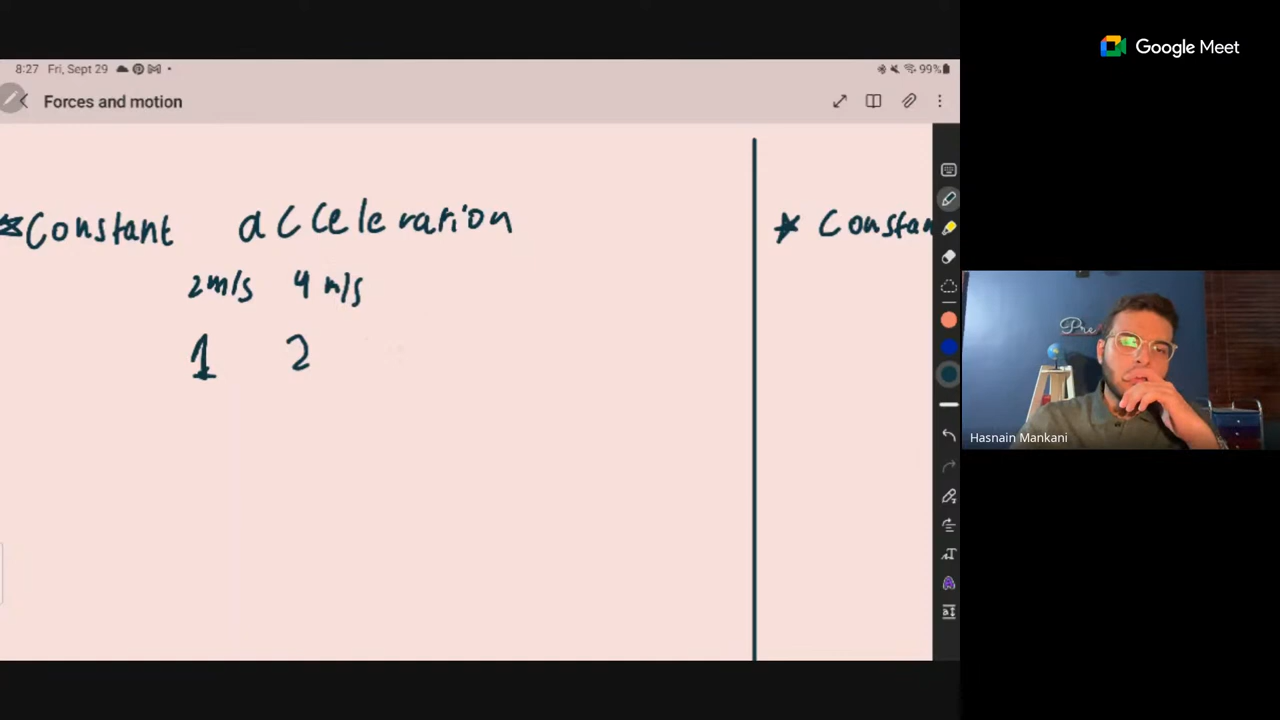 Google Meet
8:27 Fri, Sept 29
99%
Forces and motion
Constant acceleration
★ Constan
2m/s 4 m/s
1 2
Pre
Hasnain Mankani